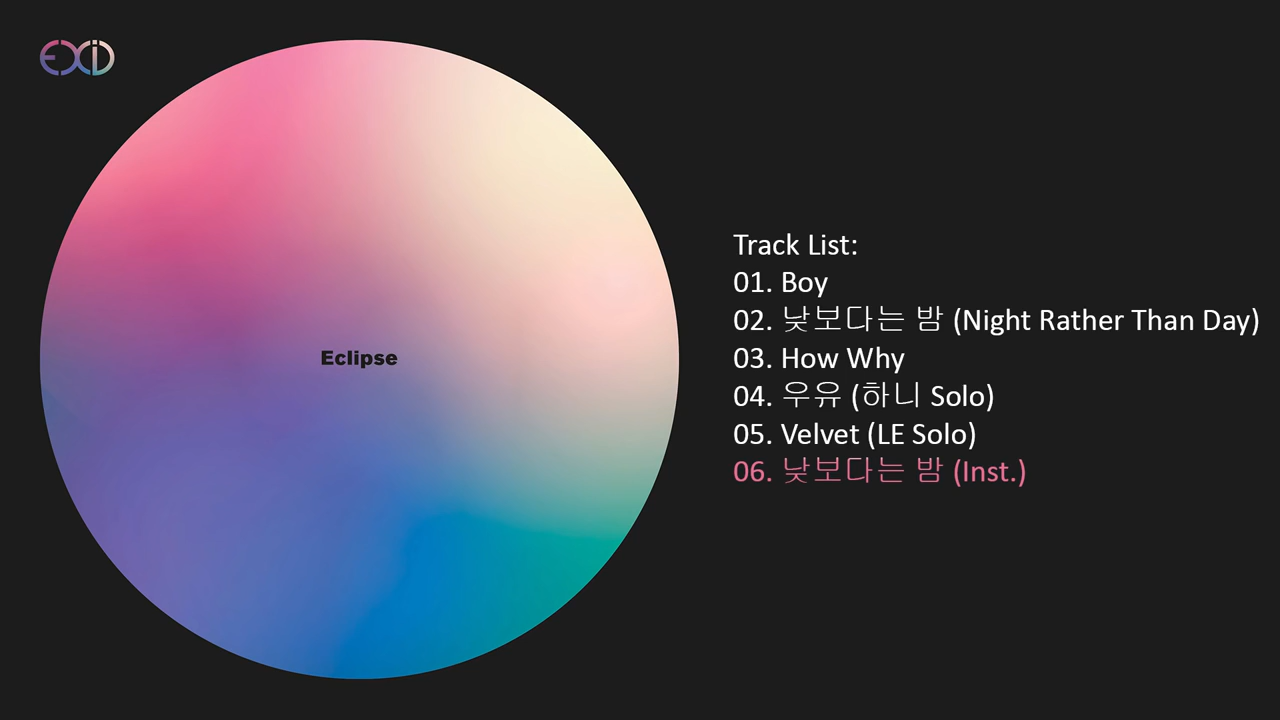 EXID
Eclipse
Track List:
01. Boy
02. 낮보다는 밤 (Night Rather Than Day)
03. How Why
04. 우유 (하니 Solo)
05. Velvet (LE Solo)
06. 낮보다는 밤 (Inst.)